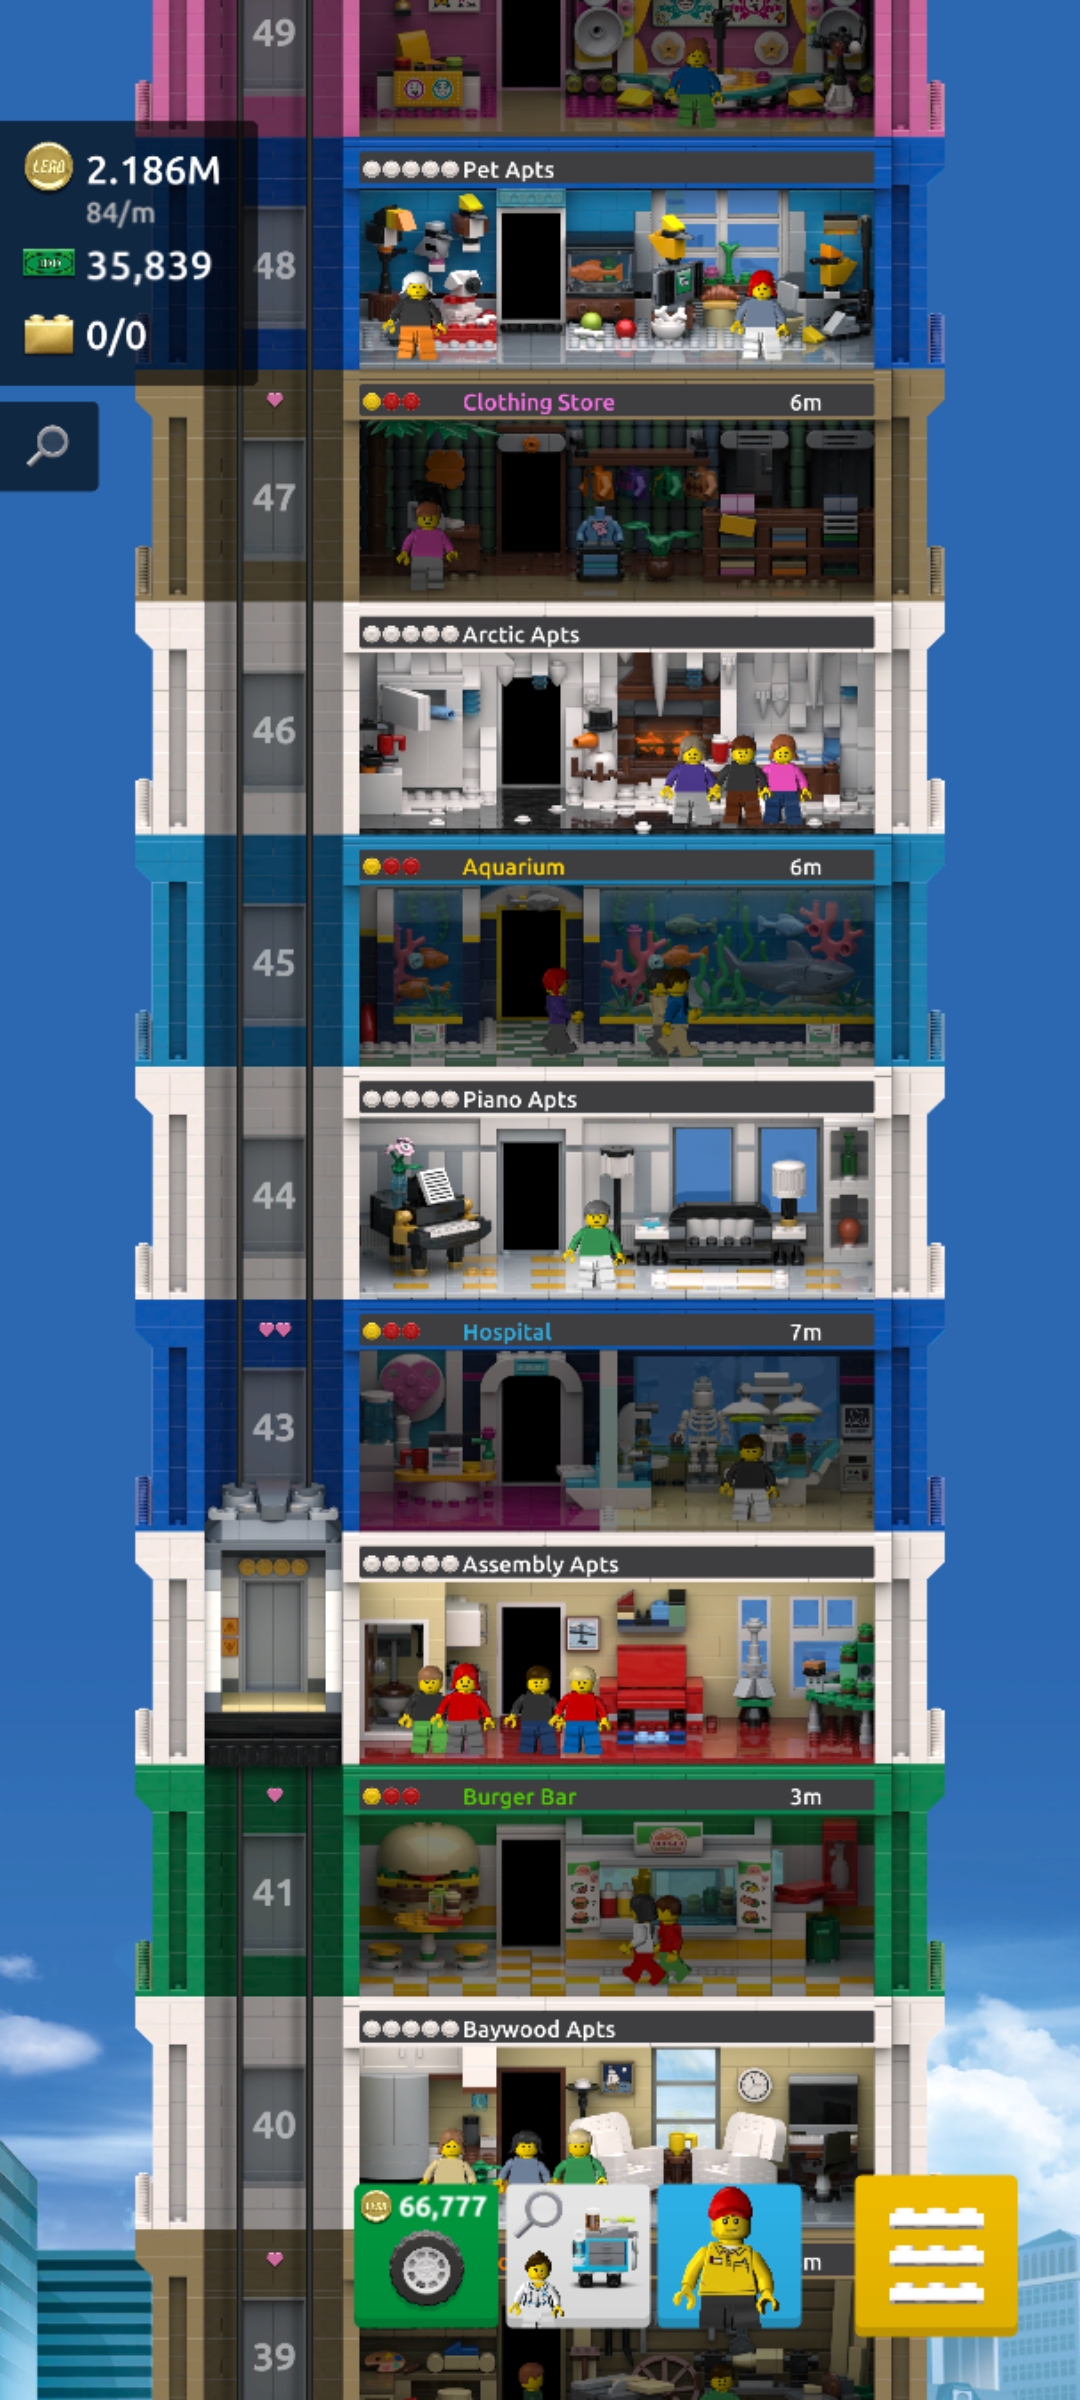 49
LEGO 2.186M
84/m
35,839
0/0
Pet Apts
48
Clothing Store 6m
47
Arctic Apts
46
Aquarium 6m
45
Piano Apts
44
Hospital 7m
43
Assembly Apts
Burger Bar 3m
41
Baywood Apts
40
66,777
m
39